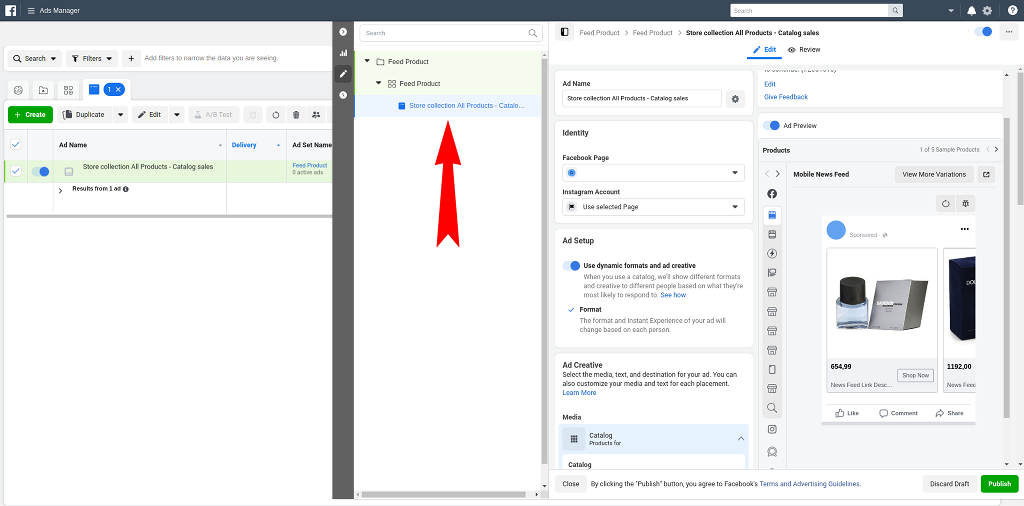 Ads Manager
Search
Search
Filters
Add filters to narrow the data you are seeing.
1
Create
Duplicate
Edit
A/B Test
Ad Name
Delivery
Ad Set Name
Store collection All Products - Catalog sales
Feed Product
0 active ads
Results from 1 ad
Search
Feed Product
Feed Product
Store collection All Products - Catalo...
Feed Product
Feed Product
Store collection All Products - Catalog sales
Edit
Review
Ad Name
Store collection All Products - Catalog sales
Identity
Facebook Page
Instagram Account
Use selected Page
Ad Setup
Use dynamic formats and ad creative
When you use a catalog, we'll show different formats
and creative to different people based on what they're
most likely to respond to. See how
Format
The format and Instant Experience of your ad will
change based on each person.
Ad Creative
Select the media, text, and destination for your ad. You can
also customize your media and text for each placement.
Learn More
Media
Catalog
Products for
Catalog
Edit
Give Feedback
Ad Preview
Products
1 of 5 Sample Products
Mobile News Feed
View More Variations
Sponsored ·
654,99
Shop Now
News Feed Link Desc...
1192,00
News Feed
Like
Comment
Share
Close
By clicking the "Publish" button, you agree to Facebook's Terms and Advertising Guidelines.
Discard Draft
Publish